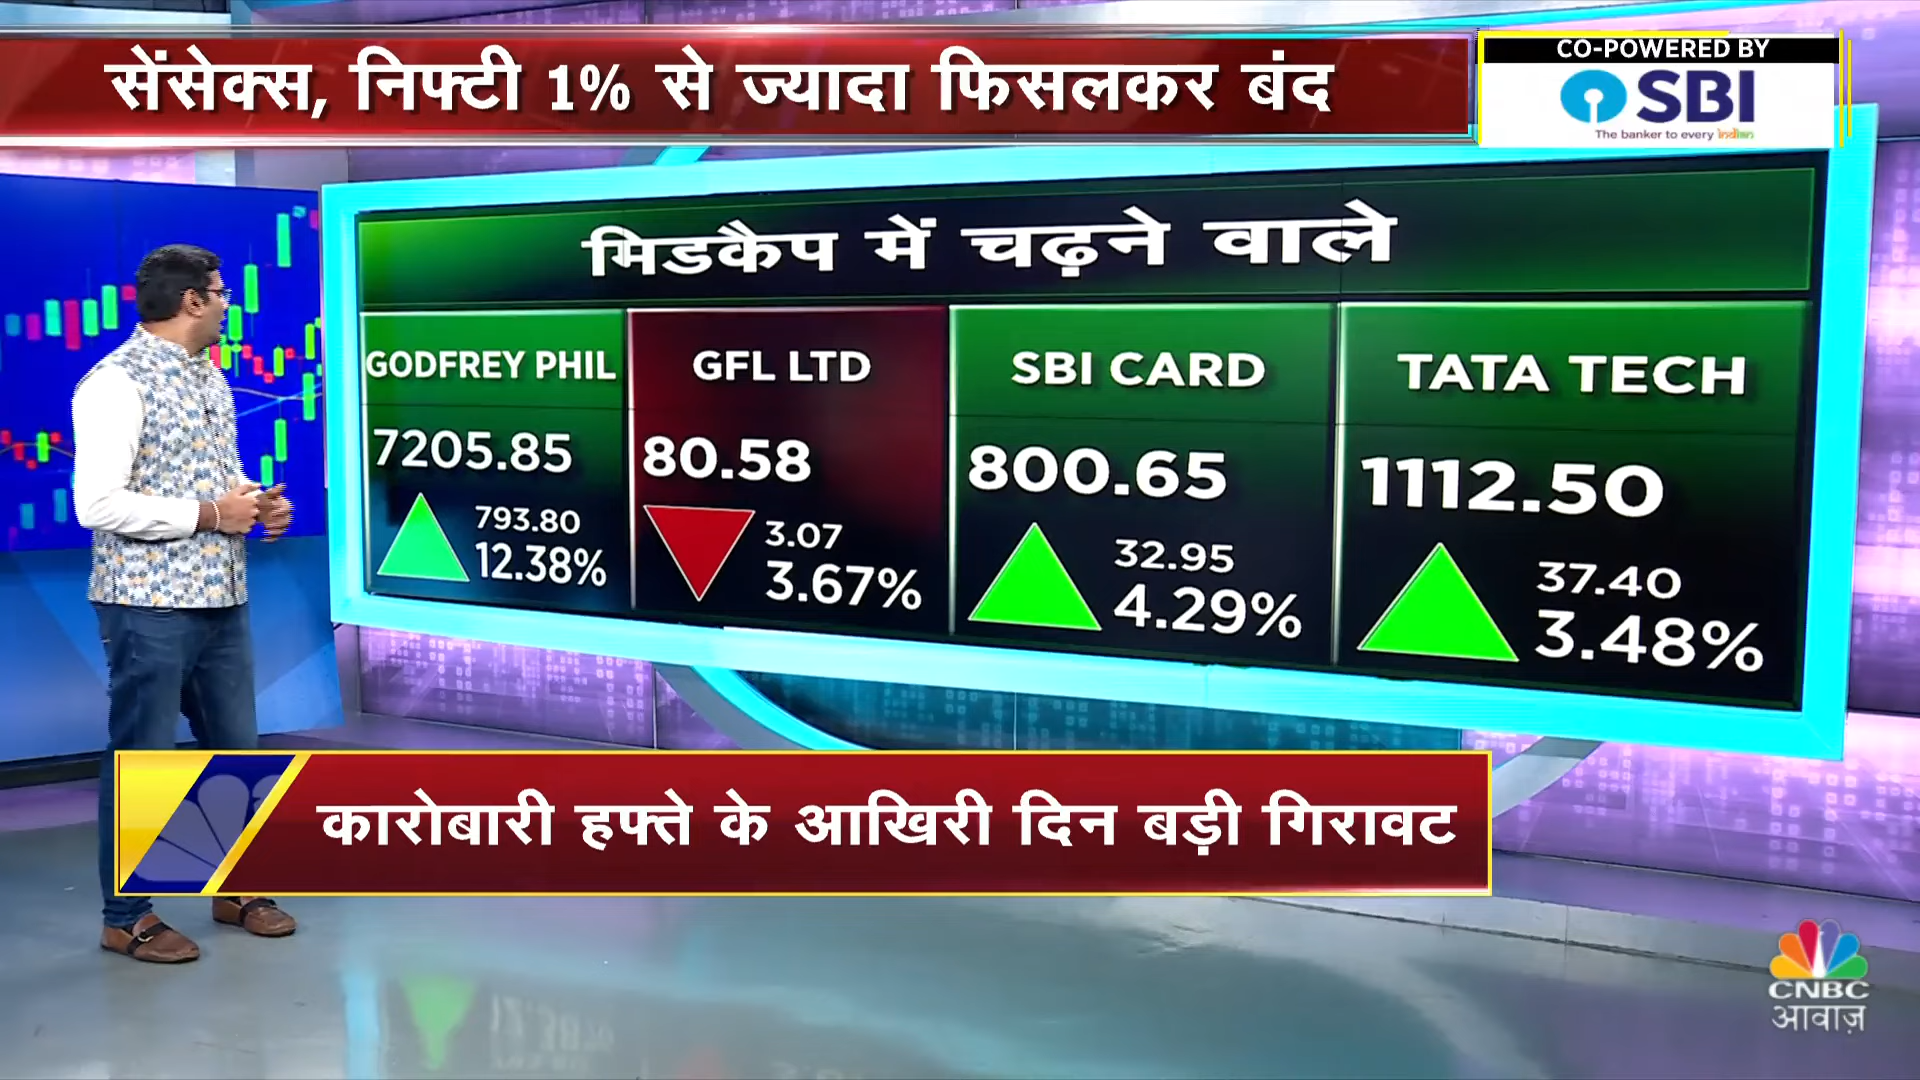 सेंसेक्स, निफ्टी 1% से ज्यादा फिसलकर बंद
CO-POWERED BY
SBI
The banker to every indian
मिडकैप में चढ़ने वाले
GODFREY PHIL
7205.85
793.80
12.38%
GFL LTD
80.58
3.07
3.67%
SBI CARD
800.65
32.95
4.29%
TATA TECH
1112.50
37.40
3.48%
कारोबारी हफ्ते के आखिरी दिन बड़ी गिरावट
CNBC
आवाज़